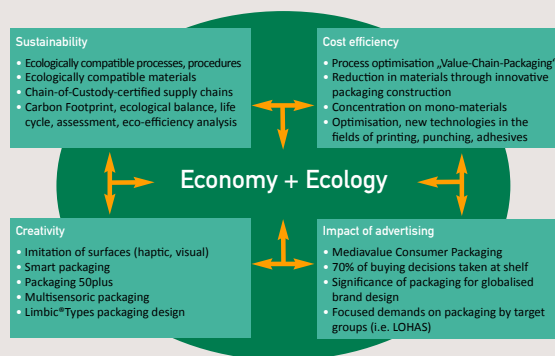 Sustainability
• Ecologically compatible processes, procedures
• Ecologically compatible materials
• Chain-of-Custody-certified supply chains
• Carbon Footprint, ecological balance, life
cycle, assessment, eco-efficiency analysis
Cost efficiency
• Process optimisation „Value-Chain-Packaging“
• Reduction in materials through innovative
packaging construction
• Concentration on mono-materials
• Optimisation, new technologies in the
fields of printing, punching, adhesives
Economy + Ecology
Creativity
• Imitation of surfaces (haptic, visual)
• Smart packaging
• Packaging 50plus
• Multisensoric packaging
• Limbic®Types packaging design
Impact of advertising
• Mediavalue Consumer Packaging
• 70% of buying decisions taken at shelf
• Significance of packaging for globalised
brand design
• Focused demands on packaging by target
groups (i.e. LOHAS)